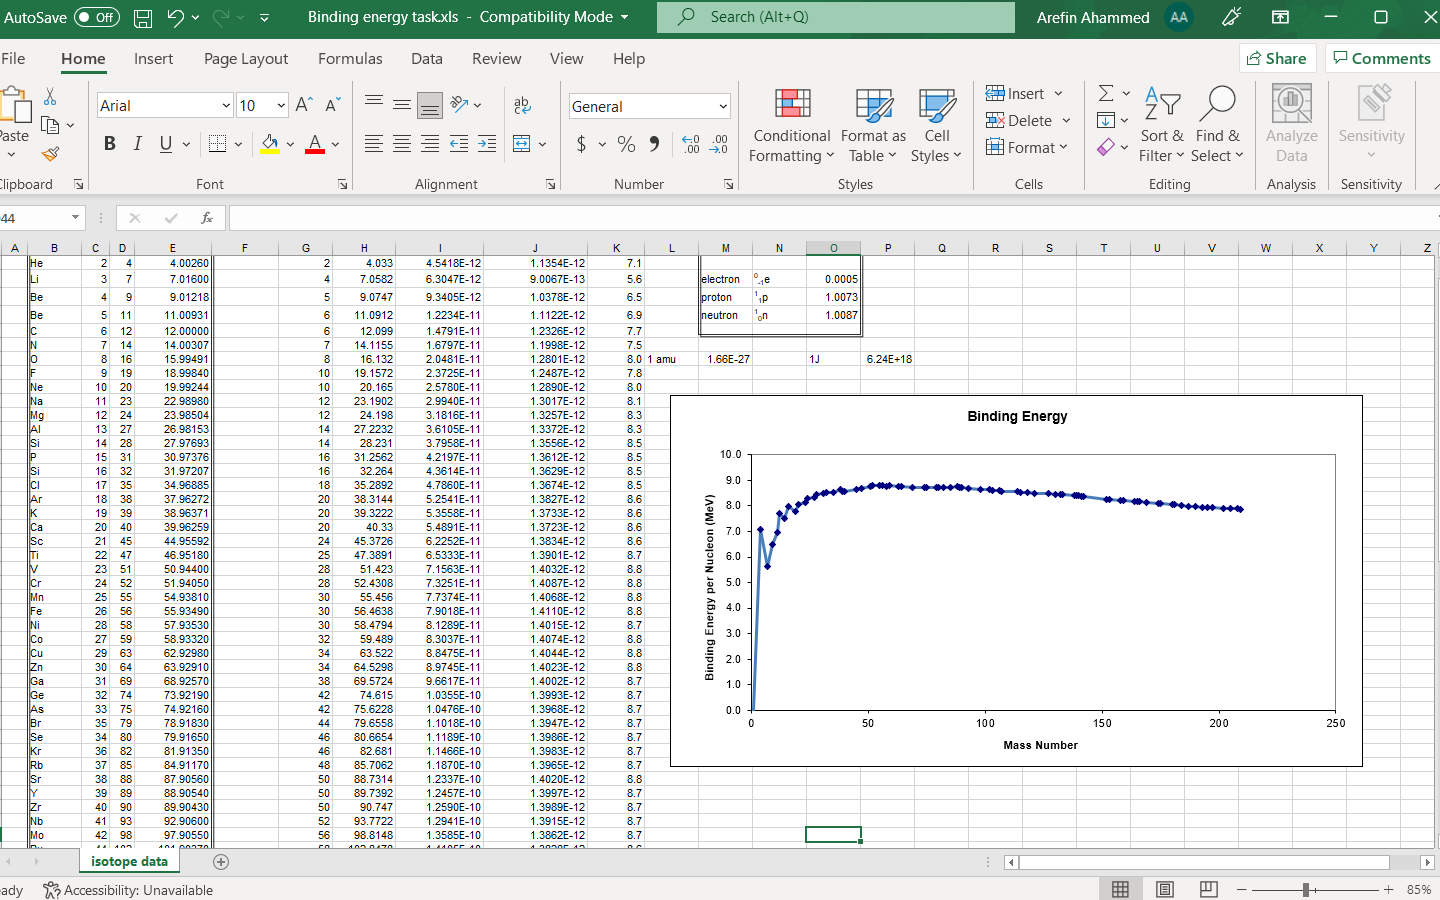 AutoSave Off Binding energy task.xls - Compatibility Mode Search (Alt+Q) Arefin Ahammed AA
File Home Insert Page Layout Formulas Data Review View Help Share Comments
Paste Arial 10 General Conditional Formatting Format as Table Cell Styles Insert Delete Format Sort & Filter Find & Select Analyze Data Sensitivity
B I U A $ % 9 ab c .00 .0
Clipboard Font Alignment Number Styles Cells Editing Analysis Sensitivity
44 fx
A B C D E F G H I J K L M N O P Q R S T U V W X Y Z
He 2 4 4.00260 2 4.033 4.5418E-12 1.1354E-12 7.1
Li 3 7 7.01600 4 7.0582 6.3047E-12 9.0067E-13 5.6 electron 0 -1 e 0.0005
Be 4 9 9.01218 5 9.0747 9.3405E-12 1.0378E-12 6.5 proton 1 1 p 1.0073
Be 5 11 11.00931 6 11.0912 1.2234E-11 1.1122E-12 6.9 neutron 1 0 n 1.0087
C 6 12 12.00000 6 12.099 1.4791E-11 1.2326E-12 7.7
N 7 14 14.00307 7 14.1155 1.6797E-11 1.1998E-12 7.5
O 8 16 15.99491 8 16.132 2.0481E-11 1.2801E-12 8.0 1 amu 1.66E-27 1J 6.24E+18
F 9 19 18.99840 10 19.1572 2.3725E-11 1.2487E-12 7.8
Ne 10 20 19.99244 10 20.165 2.5780E-11 1.2890E-12 8.0
Na 11 23 22.98980 12 23.1902 2.9940E-11 1.3017E-12 8.1
Mg 12 24 23.98504 12 24.198 3.1816E-11 1.3257E-12 8.3
Al 13 27 26.98153 14 27.2232 3.6105E-11 1.3372E-12 8.3
Si 14 28 27.97693 14 28.231 3.7958E-11 1.3556E-12 8.5
P 15 31 30.97376 16 31.2562 4.2197E-11 1.3612E-12 8.5
Si 16 32 31.97207 16 32.264 4.3614E-11 1.3629E-12 8.5
Cl 17 35 34.96885 18 35.2892 4.7860E-11 1.3674E-12 8.5
Ar 18 38 37.96272 20 38.3144 5.2541E-11 1.3827E-12 8.6
K 19 39 38.96371 20 39.3222 5.3558E-11 1.3733E-12 8.6
Ca 20 40 39.96259 20 40.33 5.4891E-11 1.3723E-12 8.6
Sc 21 45 44.95592 24 45.3726 6.2252E-11 1.3834E-12 8.6
Ti 22 47 46.95180 25 47.3891 6.5333E-11 1.3901E-12 8.7
V 23 51 50.94400 28 51.423 7.1563E-11 1.4032E-12 8.8
Cr 24 52 51.94050 28 52.4308 7.3251E-11 1.4087E-12 8.8
Mn 25 55 54.93810 30 55.456 7.7374E-11 1.4068E-12 8.8
Fe 26 56 55.93490 30 56.4638 7.9018E-11 1.4110E-12 8.8
Ni 28 58 57.93530 30 58.4794 8.1289E-11 1.4015E-12 8.7
Co 27 59 58.93320 32 59.489 8.3037E-11 1.4074E-12 8.8
Cu 29 63 62.92980 34 63.522 8.8475E-11 1.4044E-12 8.8
Zn 30 64 63.92910 34 64.5298 8.9745E-11 1.4023E-12 8.8
Ga 31 69 68.92570 38 69.5724 9.6617E-11 1.4002E-12 8.7
Ge 32 74 73.92190 42 74.615 1.0355E-10 1.3993E-12 8.7
As 33 75 74.92160 42 75.6228 1.0476E-10 1.3968E-12 8.7
Br 35 79 78.91830 44 79.6558 1.1018E-10 1.3947E-12 8.7
Se 34 80 79.91650 46 80.6654 1.1189E-10 1.3986E-12 8.7
Kr 36 82 81.91350 46 82.681 1.1466E-10 1.3983E-12 8.7
Rb 37 85 84.91170 48 85.7062 1.1870E-10 1.3965E-12 8.7
Sr 38 88 87.90560 50 88.7314 1.2337E-10 1.4020E-12 8.8
Y 39 89 88.90540 50 89.7392 1.2457E-10 1.3997E-12 8.7
Zr 40 90 89.90430 50 90.747 1.2590E-10 1.3989E-12 8.7
Nb 41 93 92.90600 52 93.7722 1.2941E-10 1.3915E-12 8.7
Mo 42 98 97.90550 56 98.8148 1.3585E-10 1.3862E-12 8.7
Binding Energy
Binding Energy per Nucleon (MeV)
10.0
9.0
8.0
7.0
6.0
5.0
4.0
3.0
2.0
1.0
0.0
0 50 100 150 200 250
Mass Number
isotope data
Ready Accessibility: Unavailable 85%